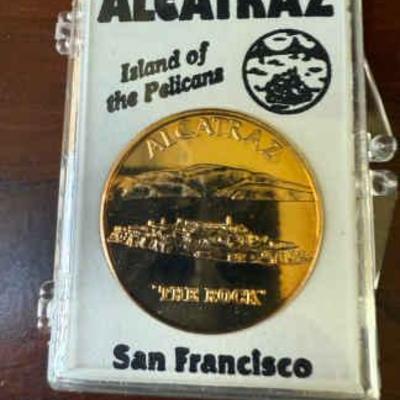 ALCATRAZ
Island of
the Pelicans
ALCATRAZ
"THE ROCK"
San Francisco